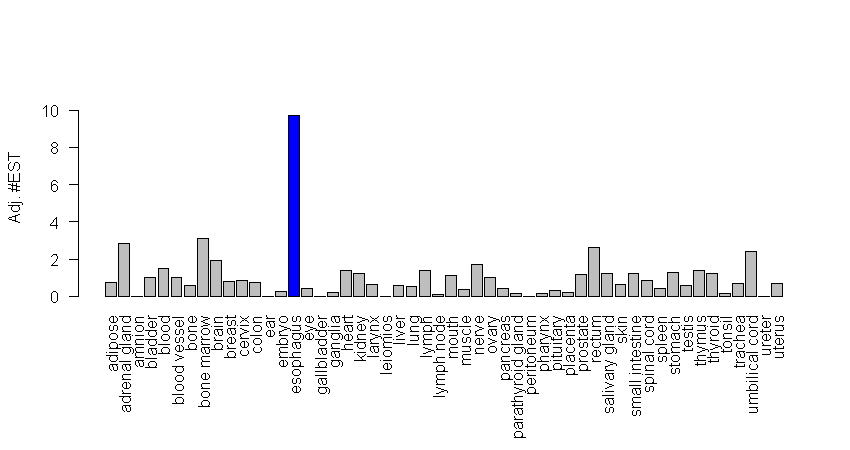 Adj. #EST
10
8
6
4
2
0
adipose
adrenal gland
amnion
bladder
blood
blood vessel
bone
bone marrow
brain
breast
cervix
colon
ear
embryo
esophagus
eye
gallbladder
ganglia
heart
kidney
larynx
leiomios
liver
lung
lymph
lymph node
mouth
muscle
nerve
ovary
pancreas
parathyroid gland
peritoneum
pharynx
pituitary
placenta
prostate
rectum
salivary gland
skin
small intestine
spinal cord
spleen
stomach
testis
thymus
thyroid
tonsil
trachea
umbilical cord
ureter
uterus